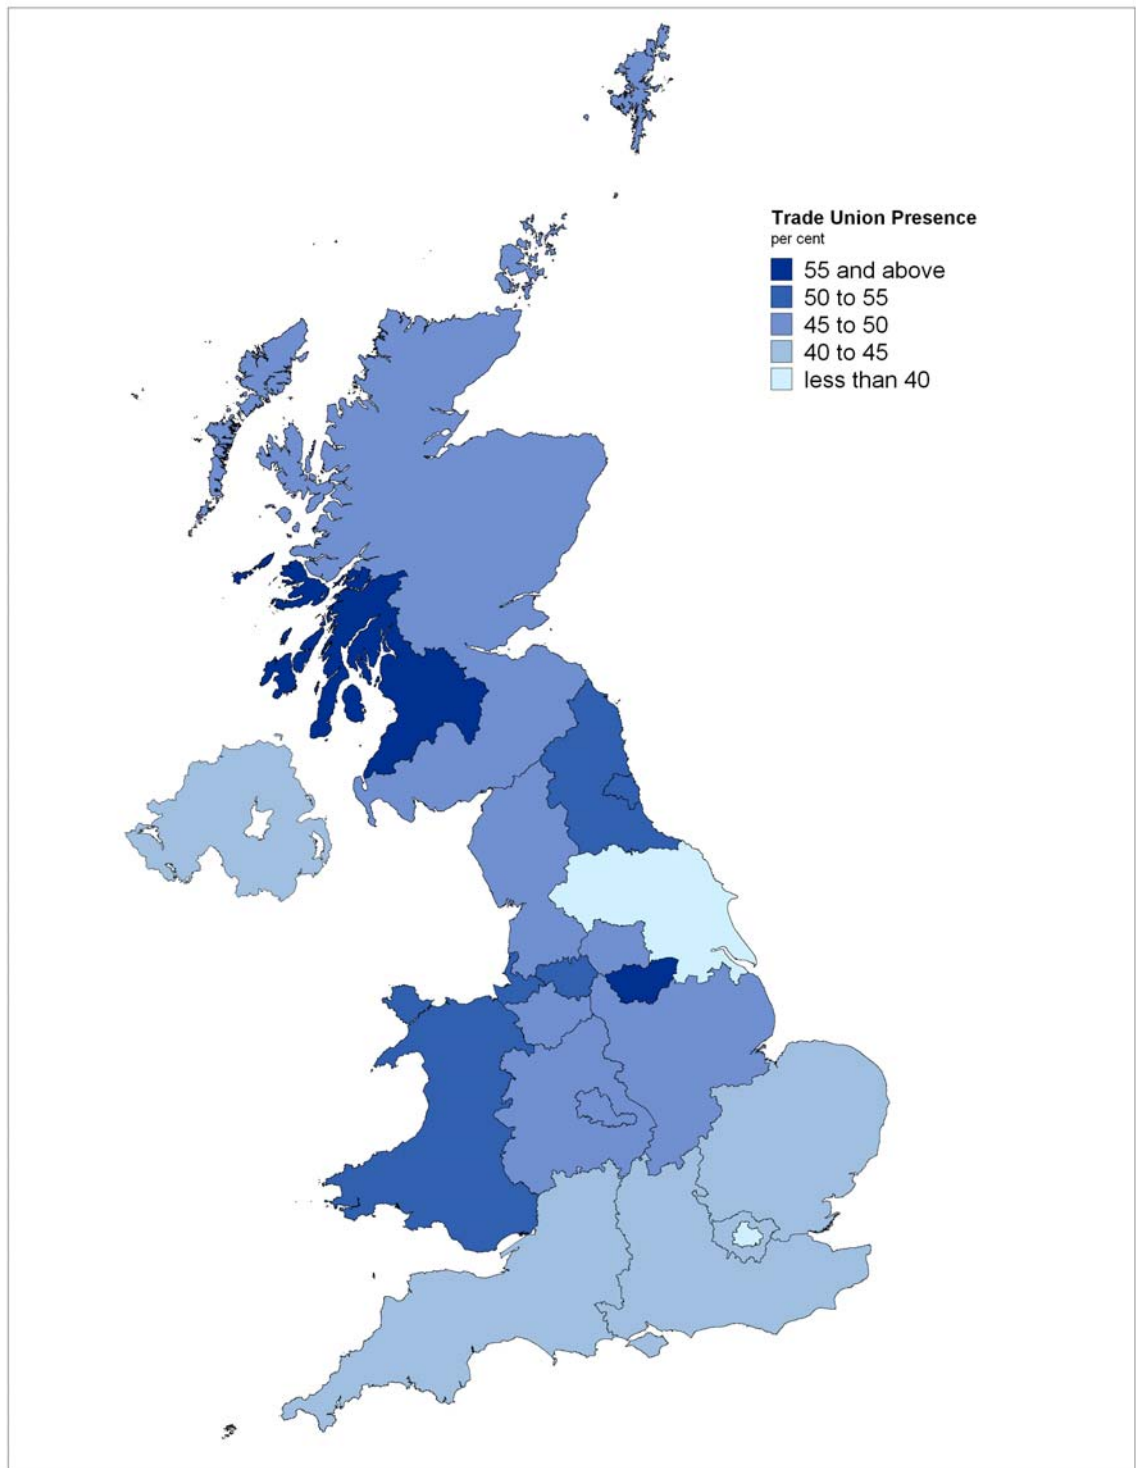 Trade Union Presence
per cent
55 and above
50 to 55
45 to 50
40 to 45
less than 40